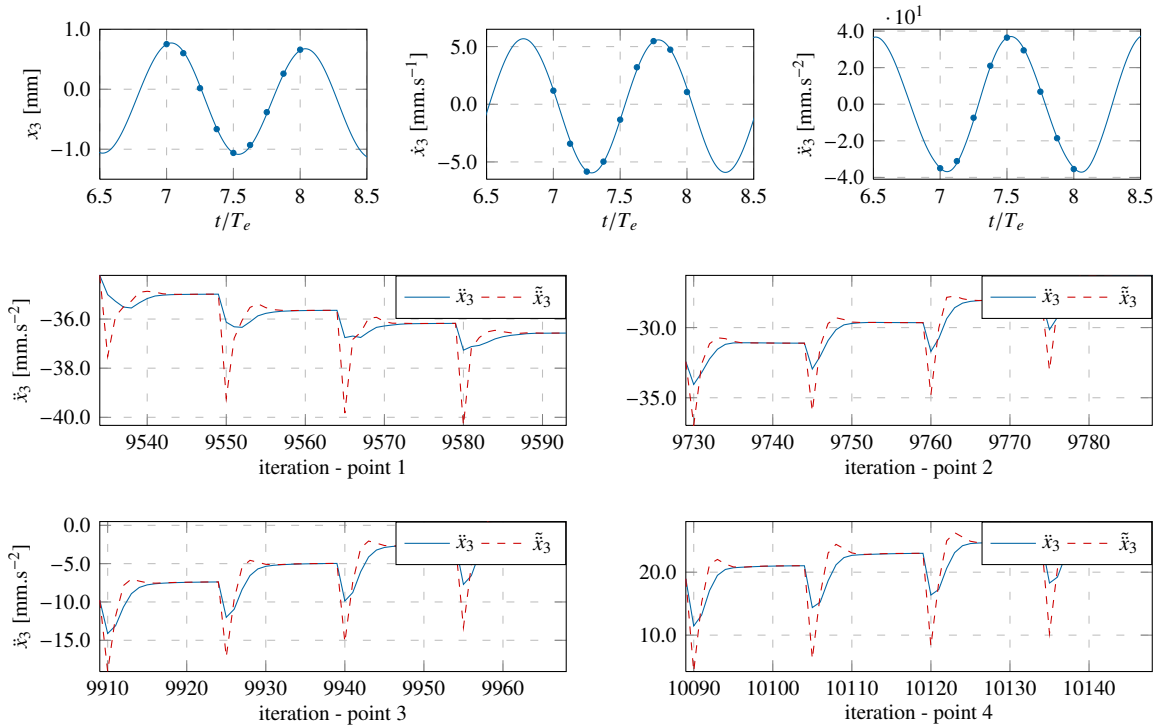 ·10¹
1.0 5.0 4.0
0.0 2.0
−1.0 0.0 0.0
−5.0 −2.0
−4.0
x₃ [mm] ẋ₃ [mm.s⁻¹] ẍ₃ [mm.s⁻²]
6.5 7 7.5 8 8.5 6.5 7 7.5 8 8.5 6.5 7 7.5 8 8.5
t/Tₑ t/Tₑ t/Tₑ
ẍ₃ x̃̈₃ ẍ₃ x̃̈₃
−36.0 −30.0
−38.0
−40.0 −35.0
ẍ₃ [mm.s⁻²]
9540 9550 9560 9570 9580 9590 9730 9740 9750 9760 9770 9780
iteration - point 1 iteration - point 2
ẍ₃ x̃̈₃ ẍ₃ x̃̈₃
0.0
−5.0 20.0
−10.0
−15.0 10.0
ẍ₃ [mm.s⁻²]
9910 9920 9930 9940 9950 9960 10090 10100 10110 10120 10130 10140
iteration - point 3 iteration - point 4